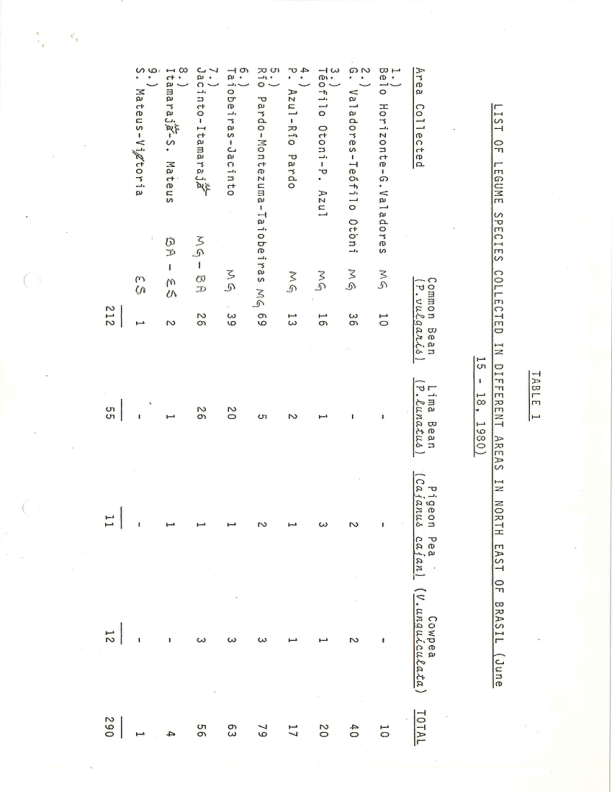 TABLE 1
LIST OF LEGUME SPECIES COLLECTED IN DIFFERENT AREAS IN NORTH EAST OF BRASIL (June
15 - 18, 1980)
Area Collected Common Bean (P.vulgaris) Lima Bean (P.lunatus) Pigeon Pea (Cajanus cajan) Cowpea (V.unguiculata) TOTAL
1.) Belo Horizonte-G.Valadores MG 10 - - - 10
2.) G. Valadores-Teófilo Otòni MG 36 - 2 2 40
3.) Téofilo Otoni-P. Azul MG 16 1 3 1 20
4.) P. Azul-Río Pardo MG 13 2 1 1 17
5.) Río Pardo-Montezuma-Taiobeiras MG 69 5 2 3 79
6.) Taiobeiras-Jacinto MG 39 20 1 3 63
7.) Jacinto-Itamarajú MG - BA 26 26 1 3 56
8.) Itamarajú-S. Mateus BA - ES 2 1 1 - 4
9.) S. Mateus-Vitoria ES 1 - - - 1
212 55 11 12 290